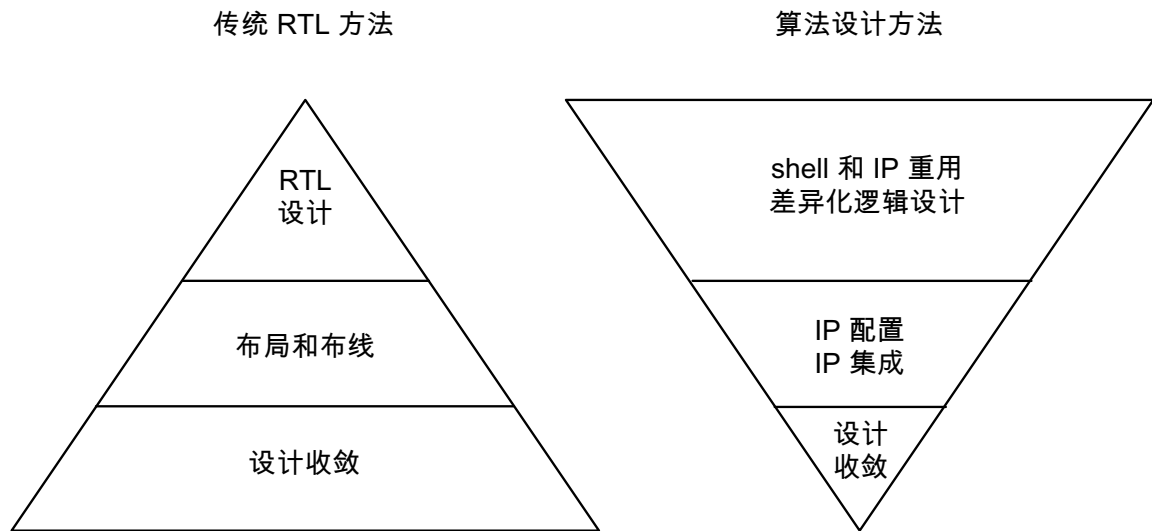 传统 RTL 方法
RTL
设计
布局和布线
设计收敛
算法设计方法
shell 和 IP 重用
差异化逻辑设计
IP 配置
IP 集成
设计
收敛